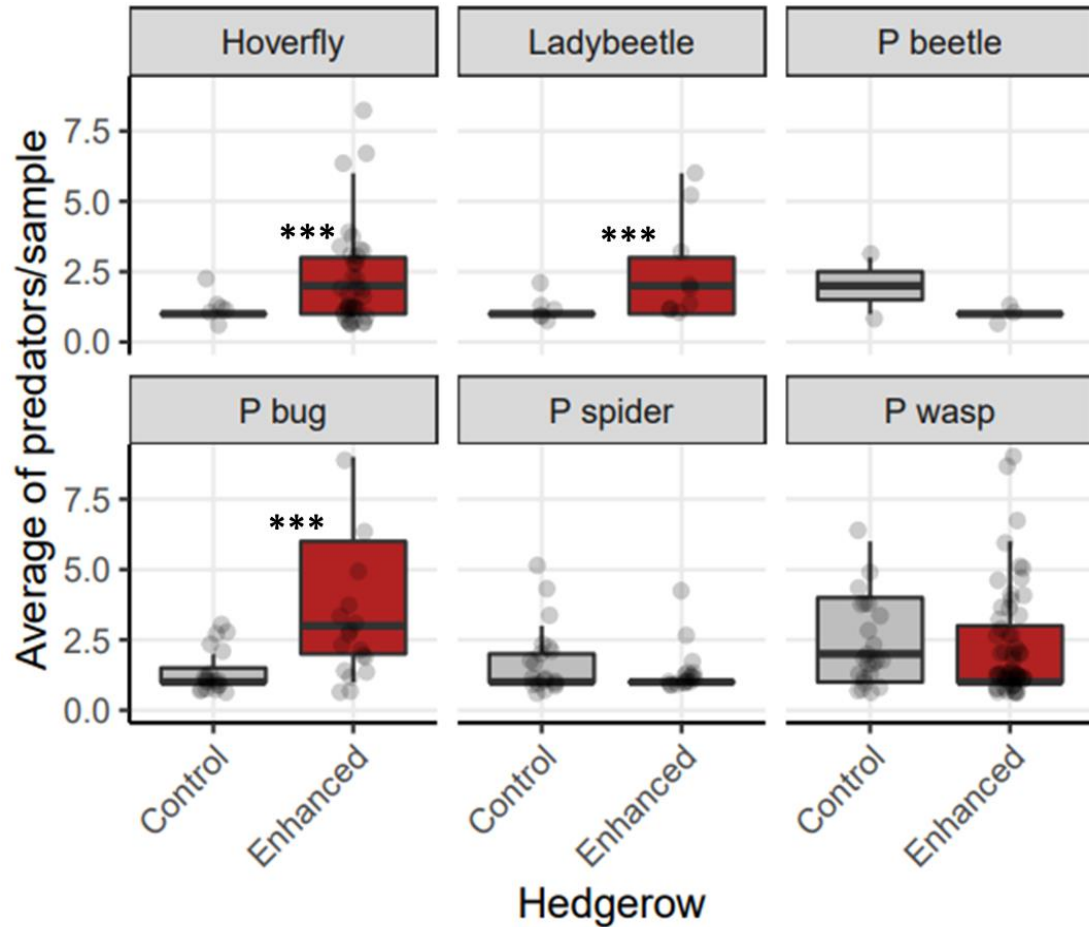 Hoverfly Ladybeetle P beetle
Average of predators/sample
7.5
5.0
***
***
2.5
0.0
P bug P spider P wasp
7.5
***
5.0
2.5
0.0
Control Enhanced Control Enhanced Control Enhanced
Hedgerow